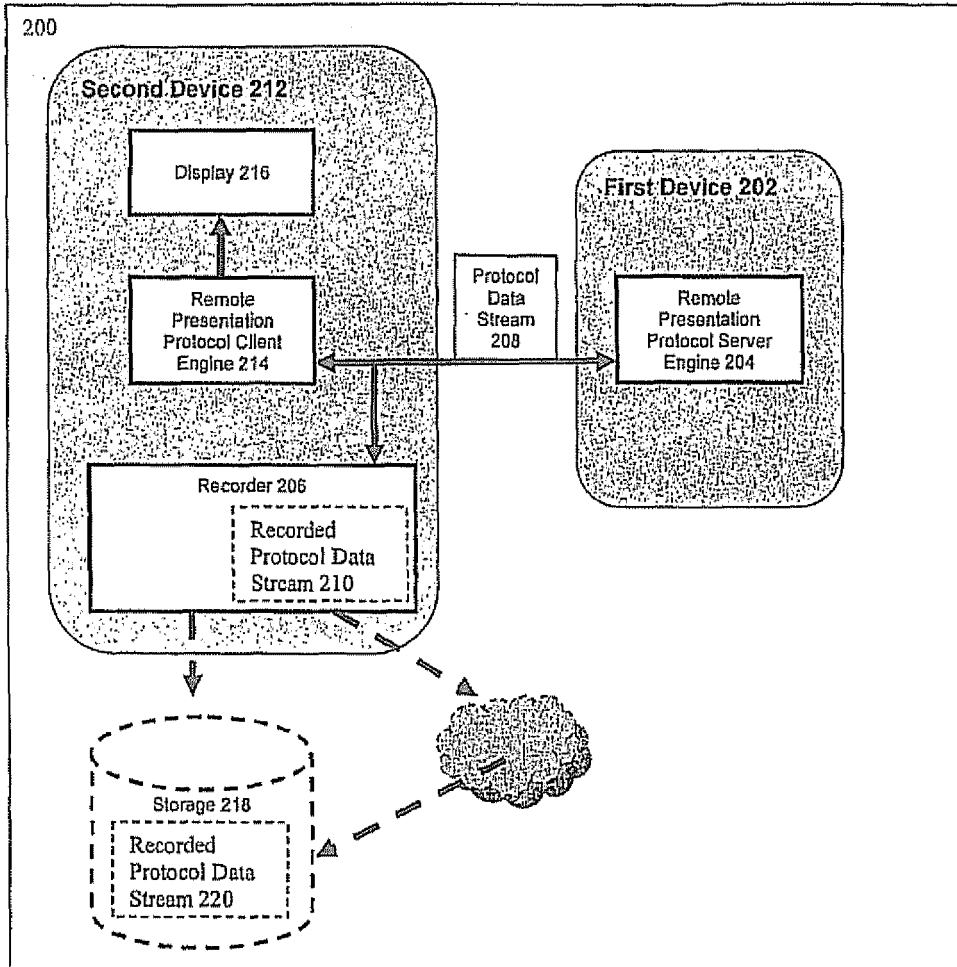 200
Second Device 212
Display 216
Remote
Presentation
Protocol Client
Engine 214
Protocol
Data
Stream
208
First Device 202
Remote
Presentation
Protocol Server
Engine 204
Recorder 206
Recorded
Protocol Data
Stream 210
Storage 218
Recorded
Protocol Data
Stream 220